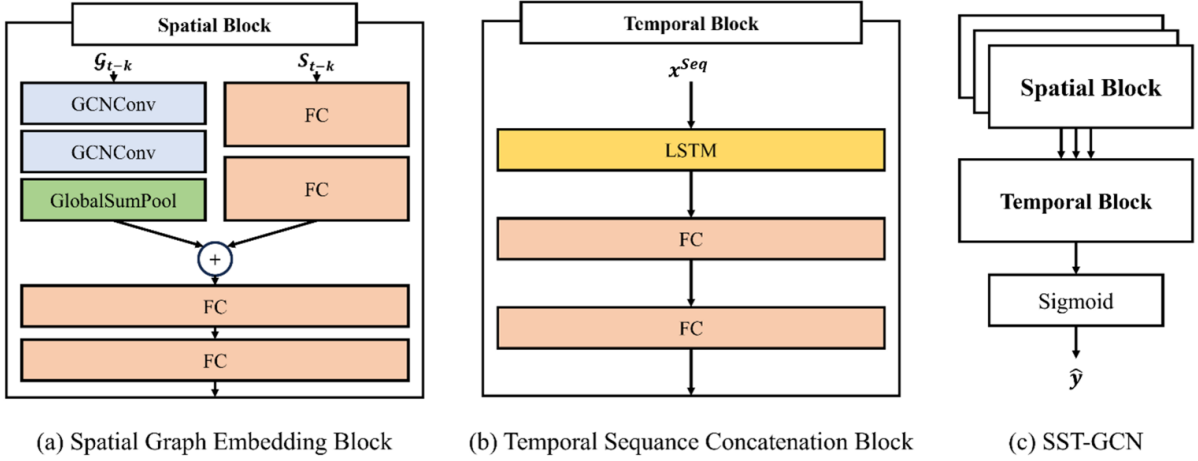 Spatial Block
𝒢t−k
St−k
GCNConv
FC
GCNConv
FC
GlobalSumPool
+
FC
FC
(a) Spatial Graph Embedding Block
Temporal Block
xSeq
LSTM
FC
FC
(b) Temporal Sequance Concatenation Block
Spatial Block
Temporal Block
Sigmoid
ŷ
(c) SST-GCN